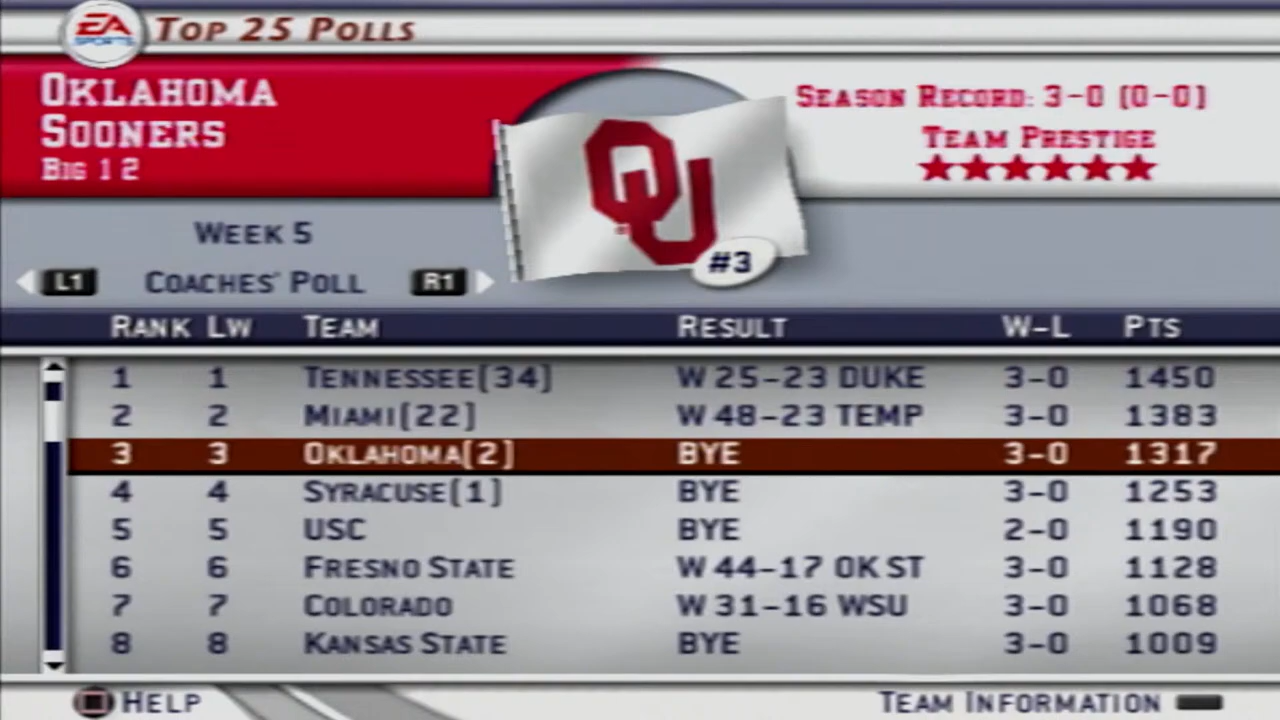 EA SPORTS TOP 25 POLLS
OKLAHOMA
SOONERS
BIG 12
SEASON RECORD: 3-0 (0-0)
TEAM PRESTIGE
OU
#3
WEEK 5
L1 COACHES' POLL R1
RANK LW TEAM RESULT W-L PTS
1 1 TENNESSEE(34) W 25-23 DUKE 3-0 1450
2 2 MIAMI(22) W 48-23 TEMP 3-0 1383
3 3 OKLAHOMA(2) BYE 3-0 1317
4 4 SYRACUSE(1) BYE 3-0 1253
5 5 USC BYE 2-0 1190
6 6 FRESNO STATE W 44-17 OK ST 3-0 1128
7 7 COLORADO W 31-16 WSU 3-0 1068
8 8 KANSAS STATE BYE 3-0 1009
HELP TEAM INFORMATION